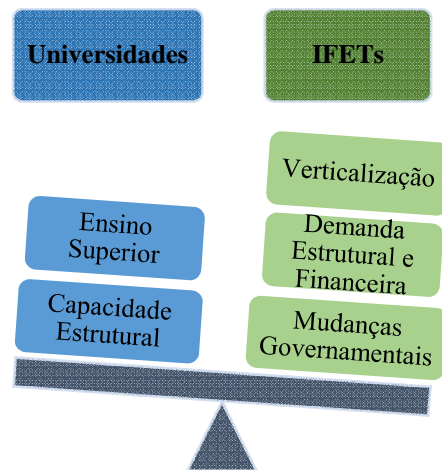 Universidades
IFETs
Verticalização
Ensino
Superior
Demanda
Estrutural e
Financeira
Capacidade
Estrutural
Mudanças
Governamentais